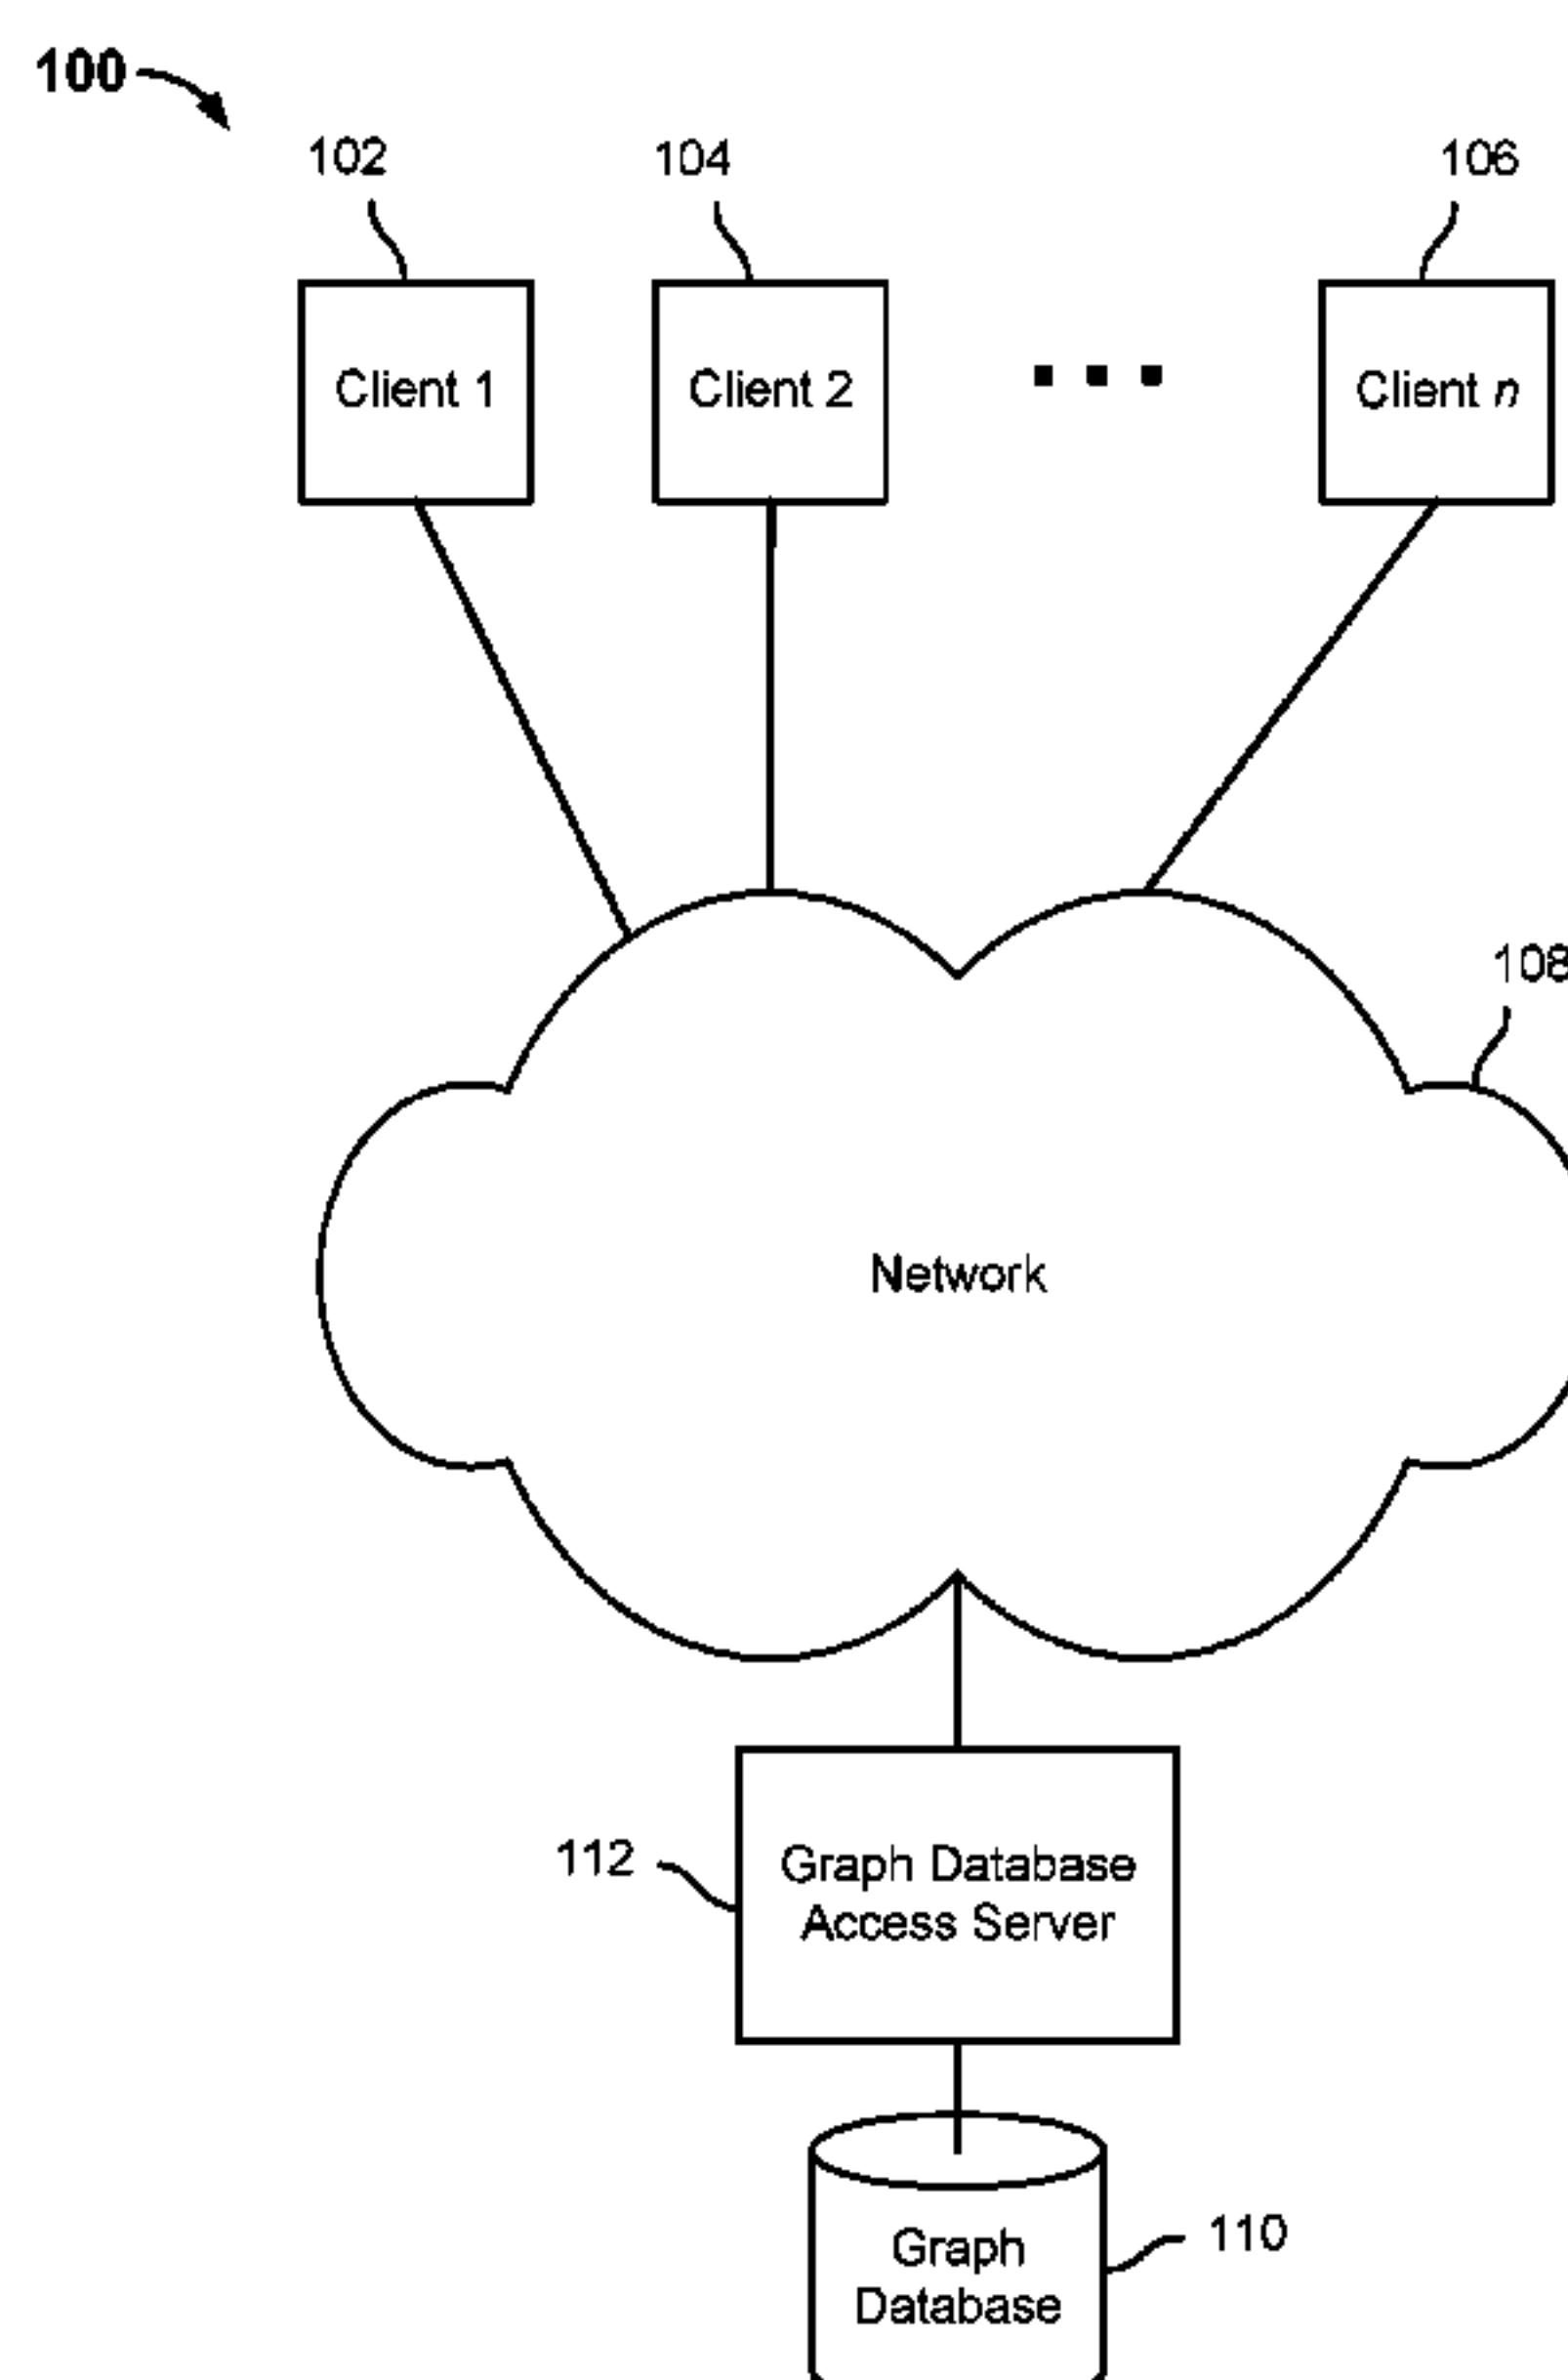 100
102
104
106
Client 1
Client 2
Client n
108
Network
112
Graph Database
Access Server
110
Graph
Database